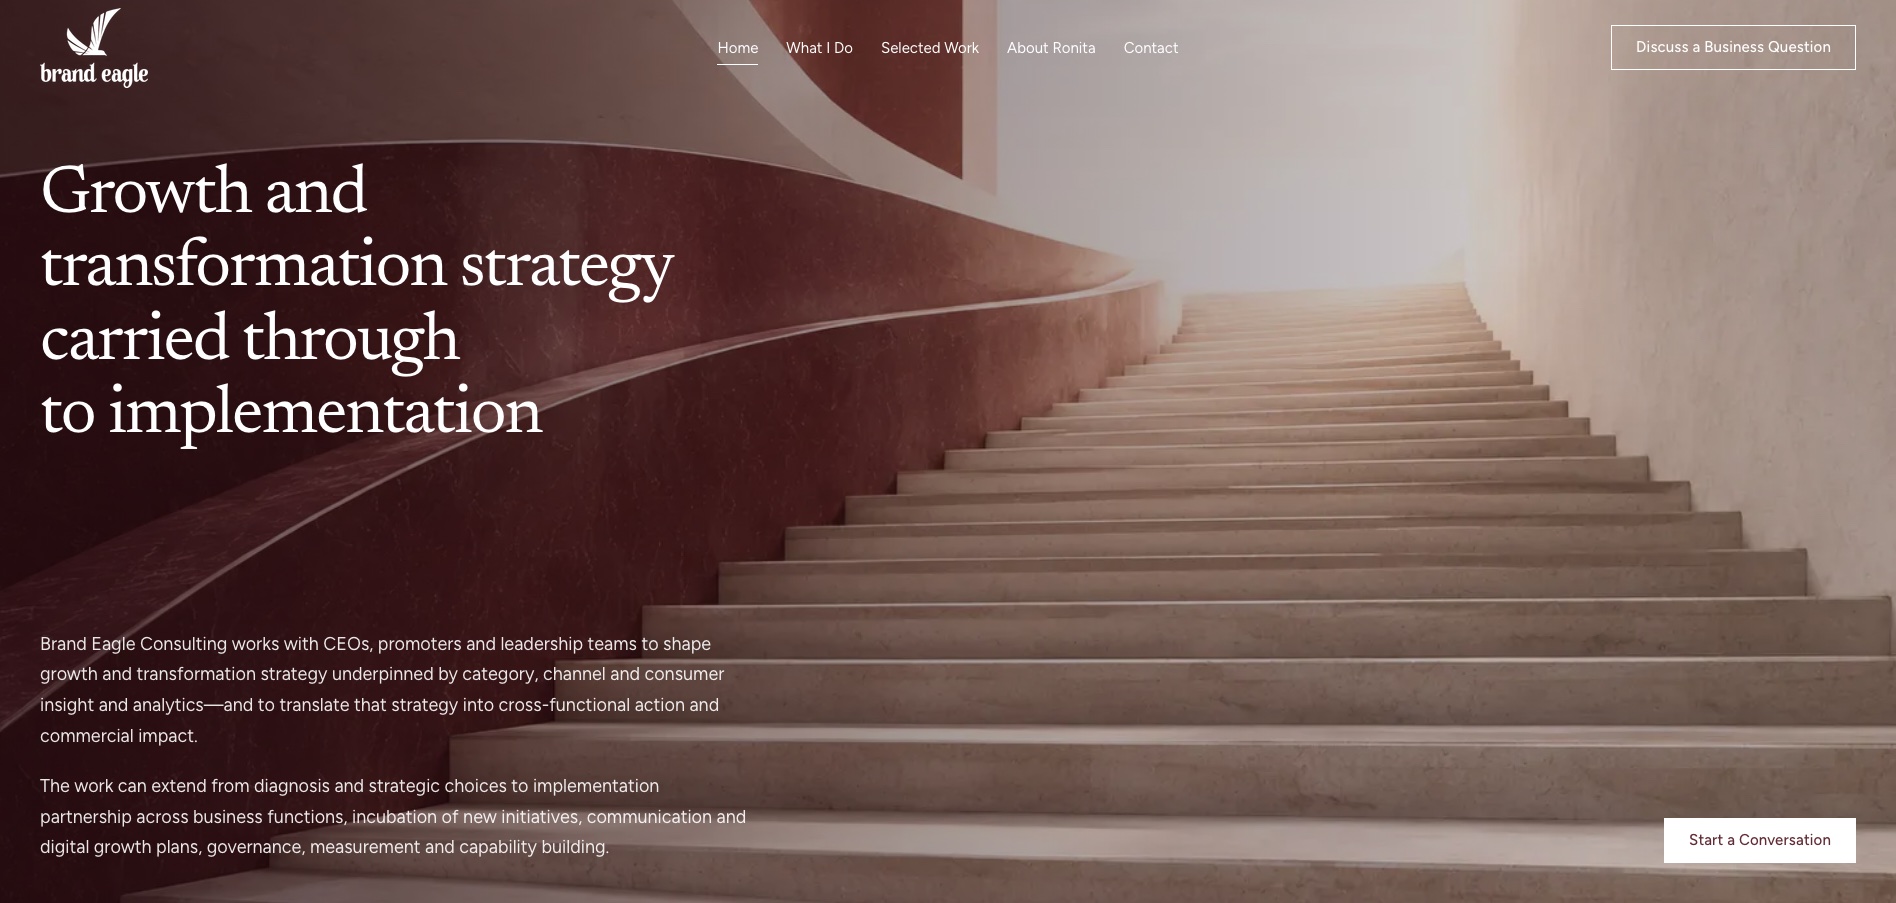 brand eagle
Home
What I Do
Selected Work
About Ronita
Contact
Discuss a Business Question
Growth and
transformation strategy
carried through
to implementation
Brand Eagle Consulting works with CEOs, promoters and leadership teams to shape
growth and transformation strategy underpinned by category, channel and consumer
insight and analytics—and to translate that strategy into cross-functional action and
commercial impact.
The work can extend from diagnosis and strategic choices to implementation
partnership across business functions, incubation of new initiatives, communication and
digital growth plans, governance, measurement and capability building.
Start a Conversation